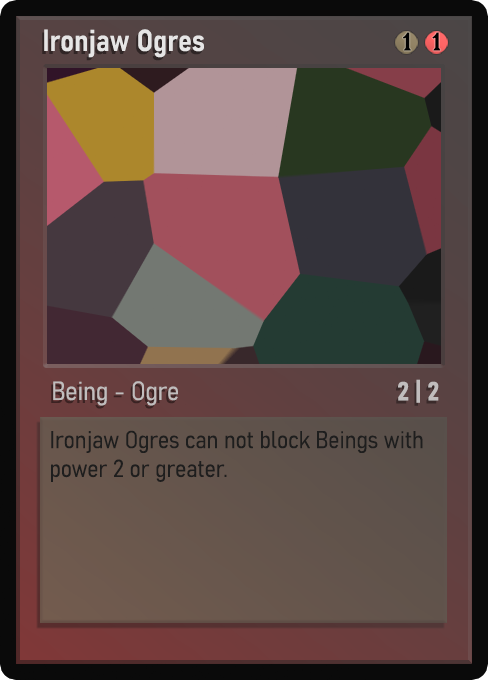 Ironjaw Ogres 1 1
Being - Ogre 2|2
Ironjaw Ogres can not block Beings with
power 2 or greater.